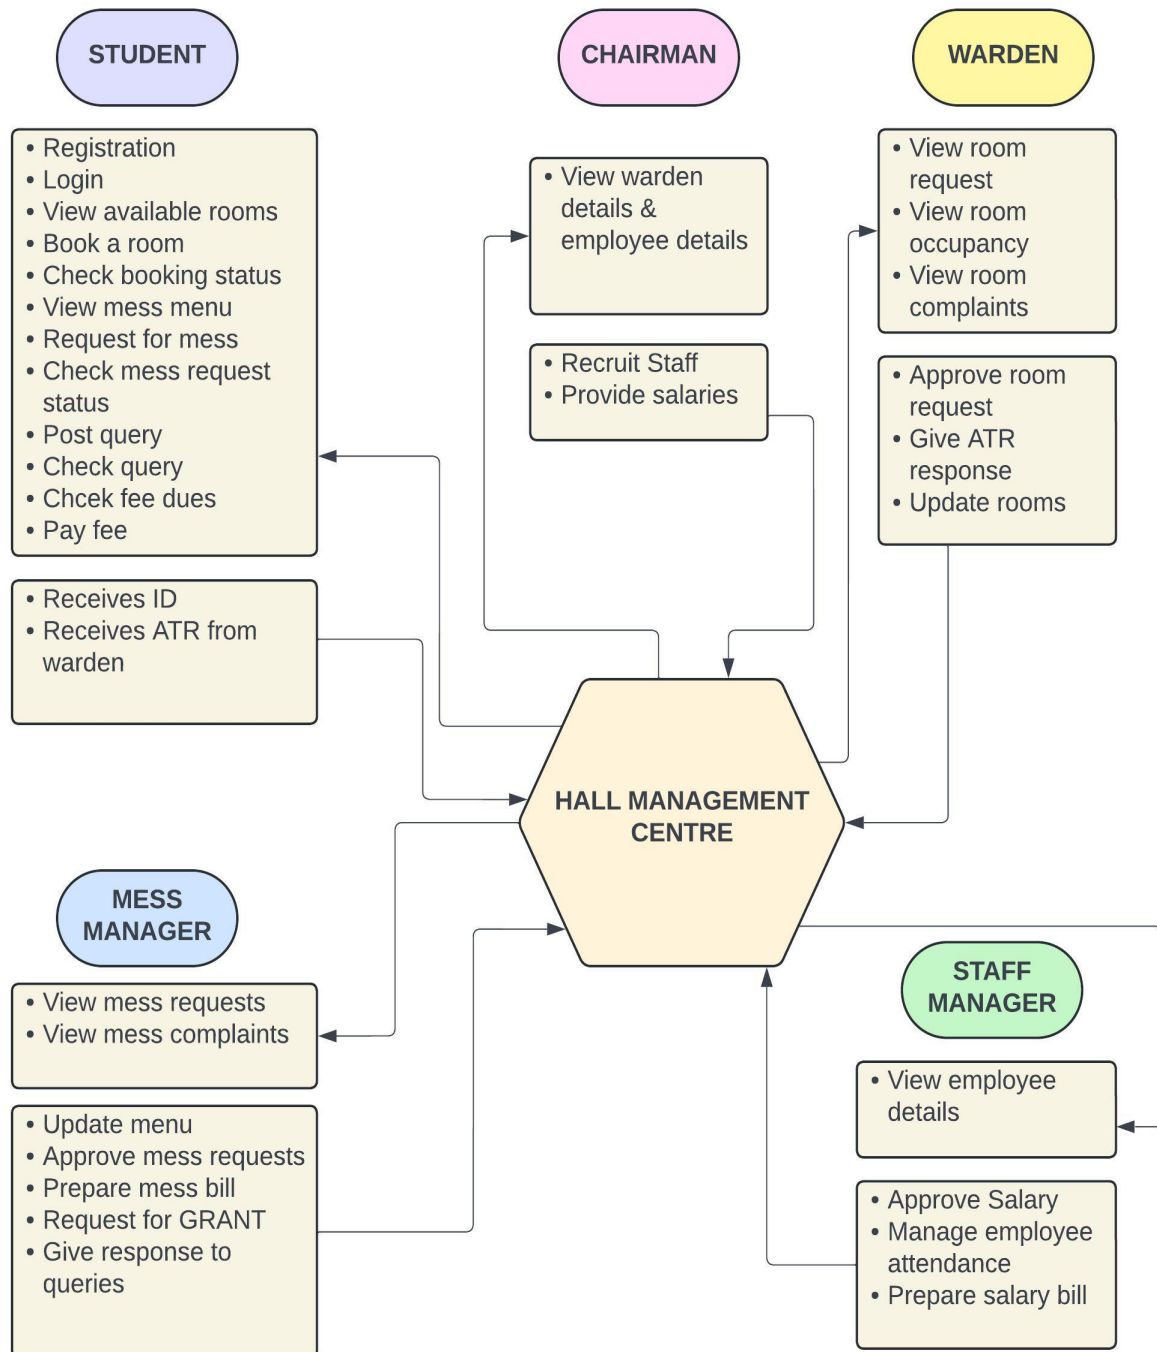 STUDENT
• Registration
• Login
• View available rooms
• Book a room
• Check booking status
• View mess menu
• Request for mess
• Check mess request
status
• Post query
• Check query
• Chcek fee dues
• Pay fee
• Receives ID
• Receives ATR from
warden
CHAIRMAN
• View warden
details &
employee details
• Recruit Staff
• Provide salaries
WARDEN
• View room
request
• View room
occupancy
• View room
complaints
• Approve room
request
• Give ATR
response
• Update rooms
HALL MANAGEMENT
CENTRE
MESS
MANAGER
• View mess requests
• View mess complaints
• Update menu
• Approve mess requests
• Prepare mess bill
• Request for GRANT
• Give response to
queries
STAFF
MANAGER
• View employee
details
• Approve Salary
• Manage employee
attendance
• Prepare salary bill